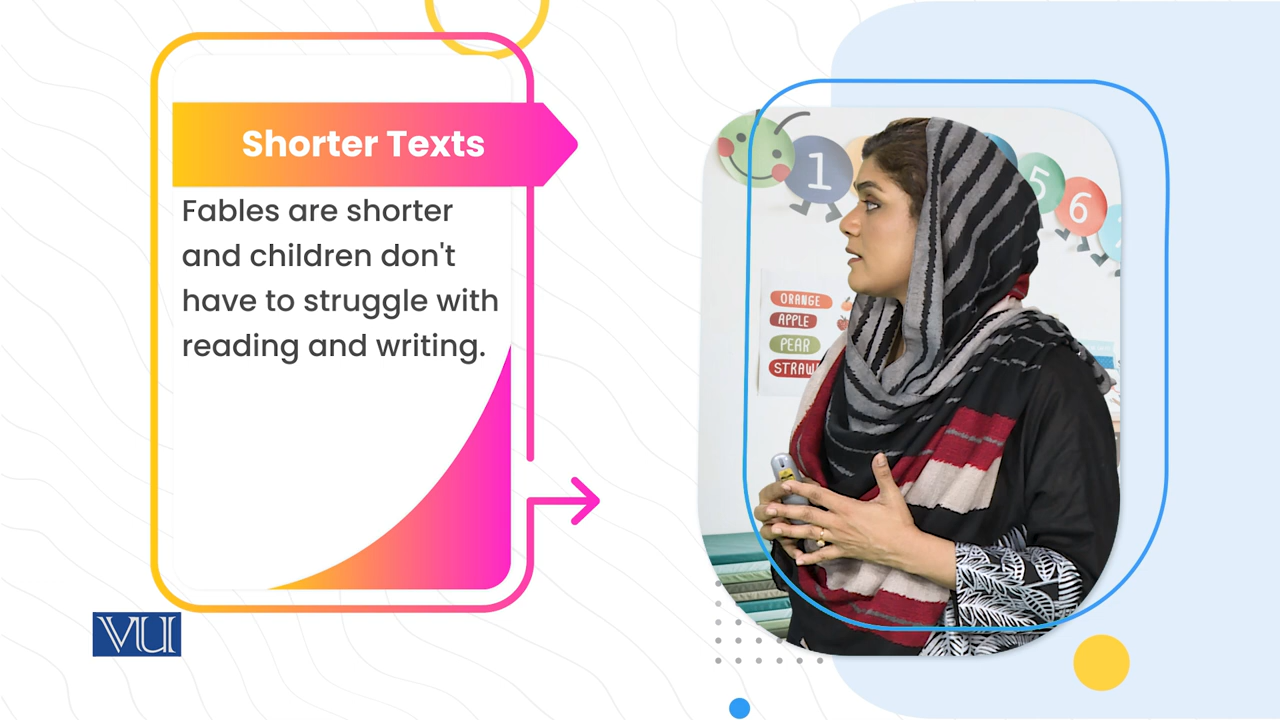 Shorter Texts
Fables are shorter
and children don't
have to struggle with
reading and writing.
VU
1
5
6
ORANGE
APPLE
PEAR